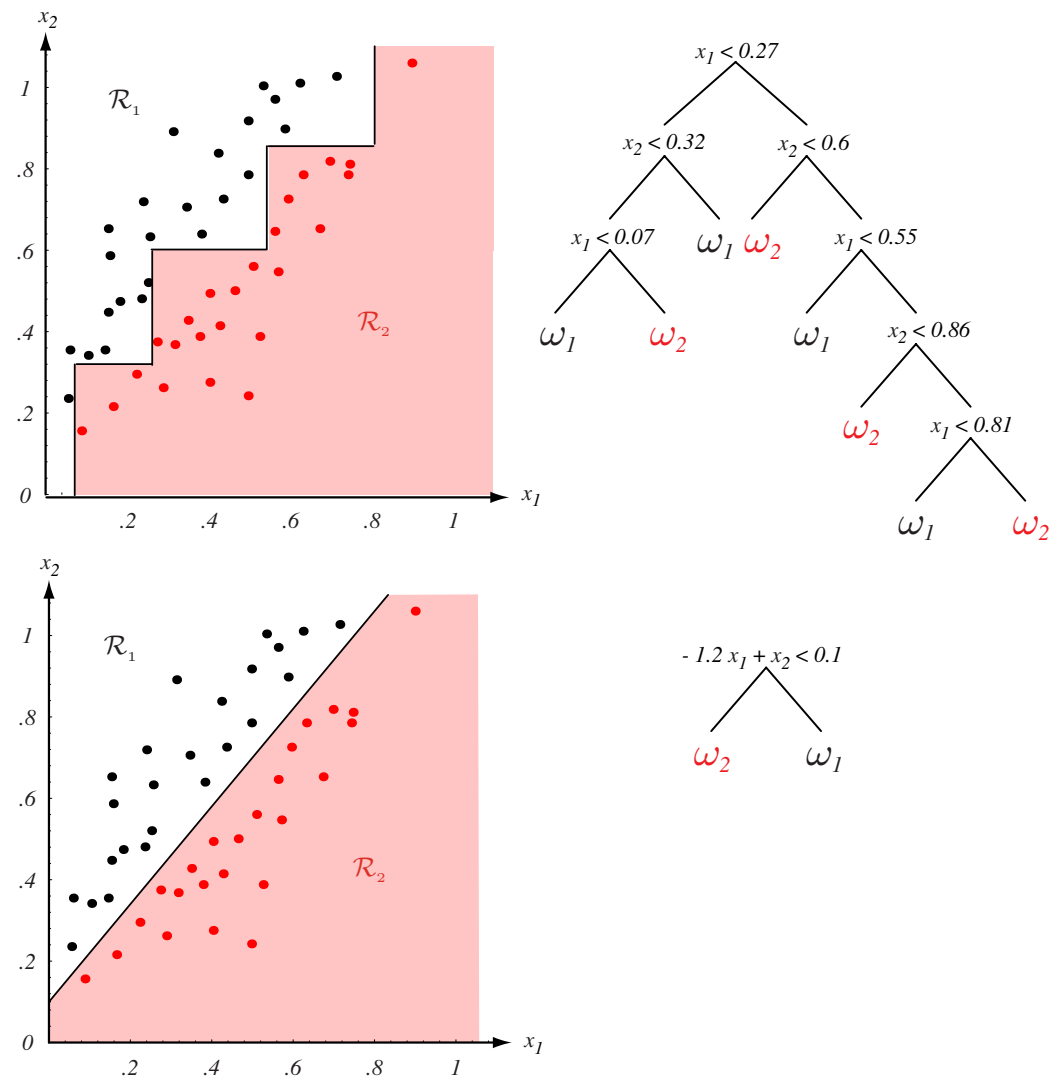 x2
1
.8
.6
.4
.2
0
R1
R2
.2 .4 .6 .8 1
x1
x1 < 0.27
x2 < 0.32 x2 < 0.6
x1 < 0.07 ω1 ω2 x1 < 0.55
ω1 ω2 ω1 x2 < 0.86
ω2 x1 < 0.81
ω1 ω2
x2
1
.8
.6
.4
.2
0
R1
R2
.2 .4 .6 .8 1
x1
- 1.2 x1 + x2 < 0.1
ω2 ω1